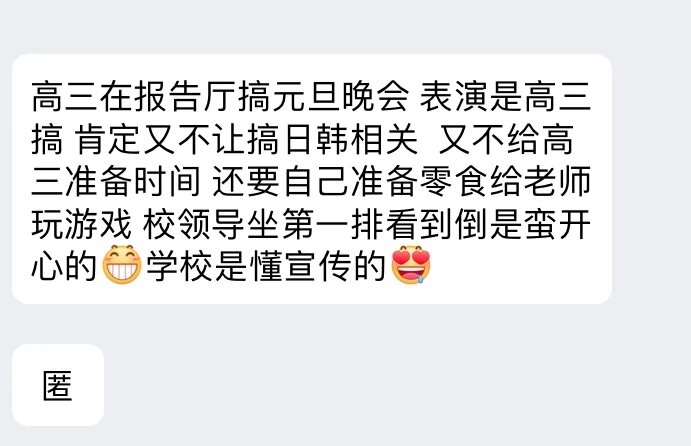 高三在报告厅搞元旦晚会 表演是高三
搞 肯定又不让搞日韩相关  又不给高
三准备时间 还要自己准备零食给老师
玩游戏 校领导坐第一排看到倒是蛮开
心的😁学校是懂宣传的😍
匿